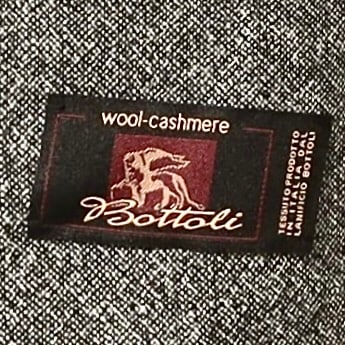 wool-cashmere
Bottoli
TESSUTO PRODOTTO
IN ITALIA DAL
LANIFICIO BOTTOLI